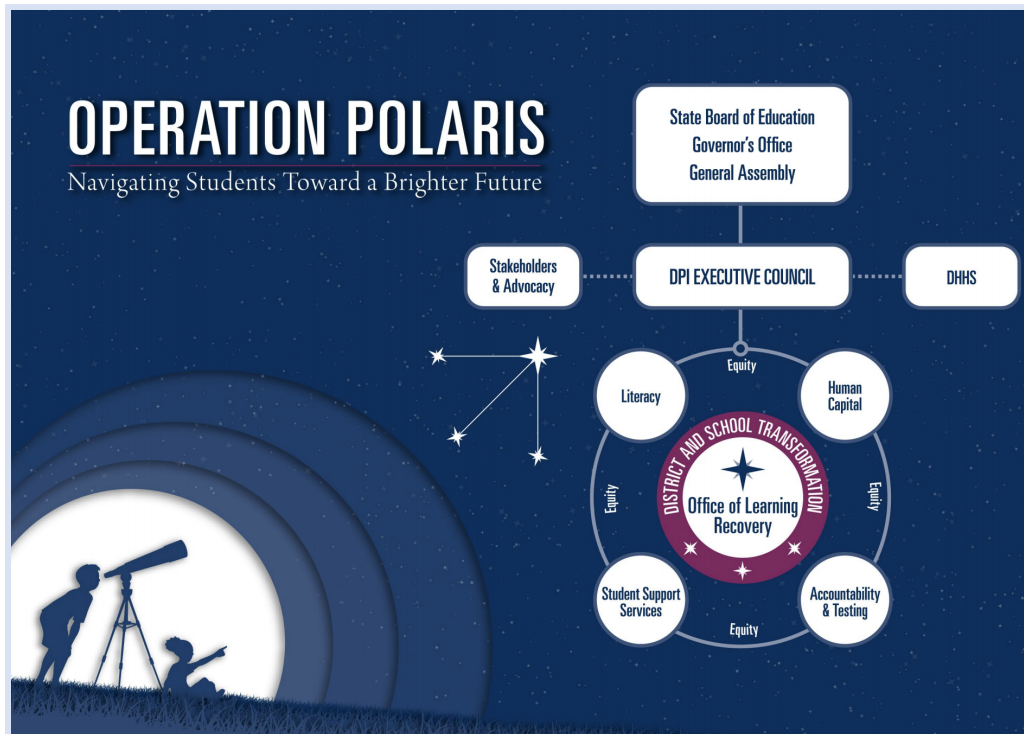 OPERATION POLARIS
Navigating Students Toward a Brighter Future
State Board of Education
Governor's Office
General Assembly
Stakeholders
& Advocacy
DPI EXECUTIVE COUNCIL
DHHS
Equity
Literacy
Human
Capital
DISTRICT AND SCHOOL TRANSFORMATION
Office of Learning
Recovery
Equity
Equity
Student Support
Services
Accountability
& Testing
Equity